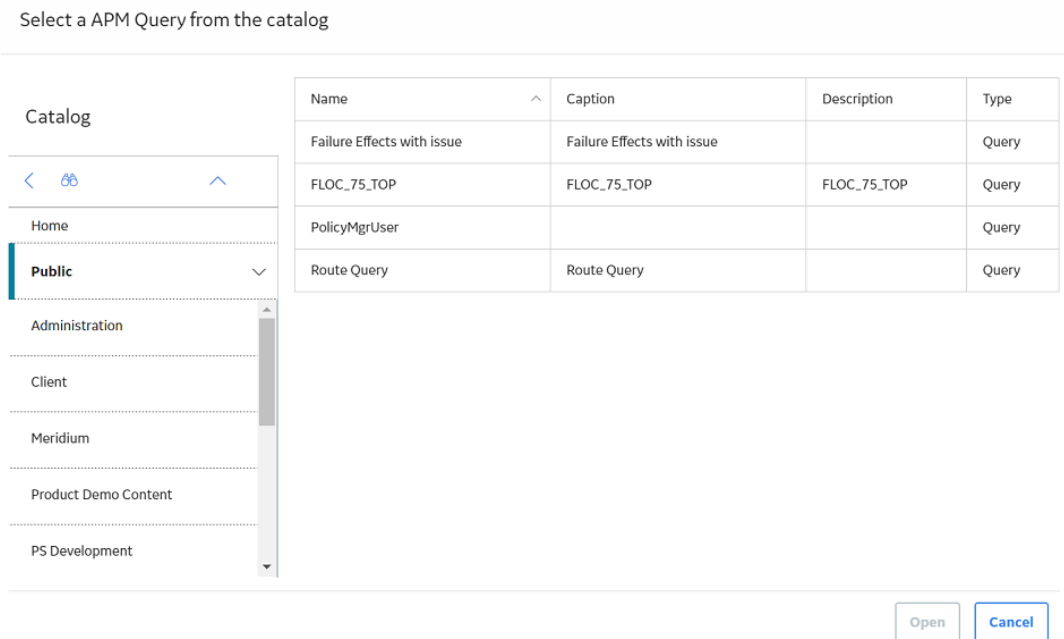 Select a APM Query from the catalog
Catalog
Home
Public
Administration
Client
Meridium
Product Demo Content
PS Development
Name Caption Description Type
Failure Effects with issue Failure Effects with issue Query
FLOC_75_TOP FLOC_75_TOP FLOC_75_TOP Query
PolicyMgrUser Query
Route Query Route Query Query
Open Cancel